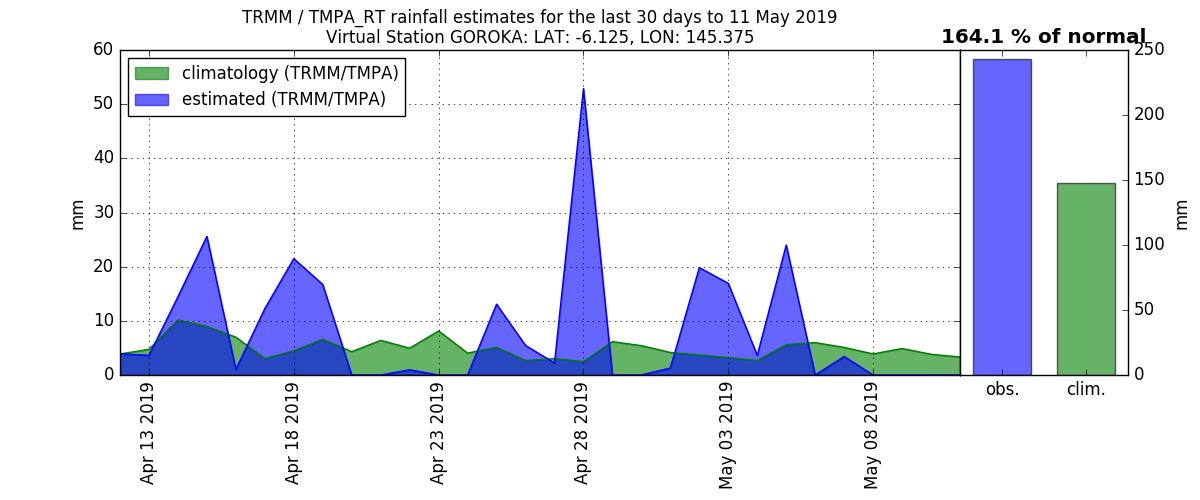 TRMM / TMPA_RT rainfall estimates for the last 30 days to 11 May 2019
Virtual Station GOROKA: LAT: -6.125, LON: 145.375
164.1 % of normal
climatology (TRMM/TMPA)
estimated (TRMM/TMPA)
60
50
40
30
20
10
0
mm
Apr 13 2019
Apr 18 2019
Apr 23 2019
Apr 28 2019
May 03 2019
May 08 2019
250
200
150
100
50
0
mm
obs.
clim.